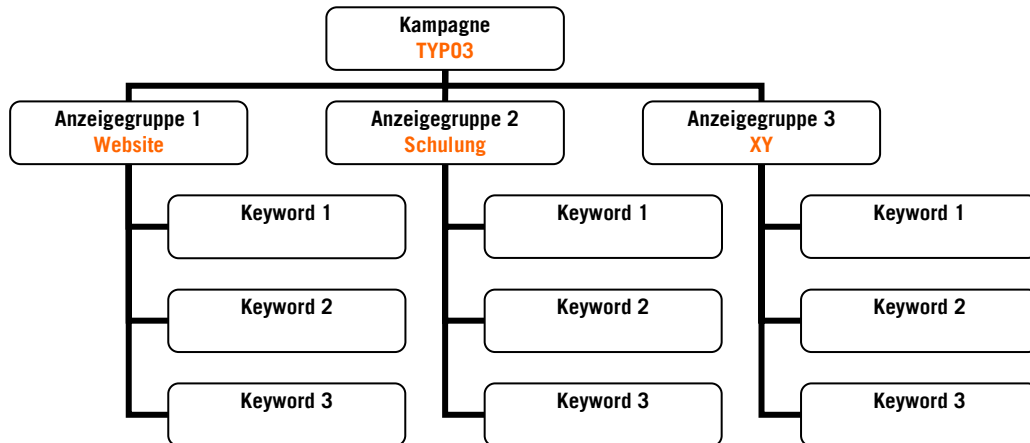 Kampagne
TYPO3
Anzeigegruppe 1
Website
Anzeigegruppe 2
Schulung
Anzeigegruppe 3
XY
Keyword 1
Keyword 1
Keyword 1
Keyword 2
Keyword 2
Keyword 2
Keyword 3
Keyword 3
Keyword 3